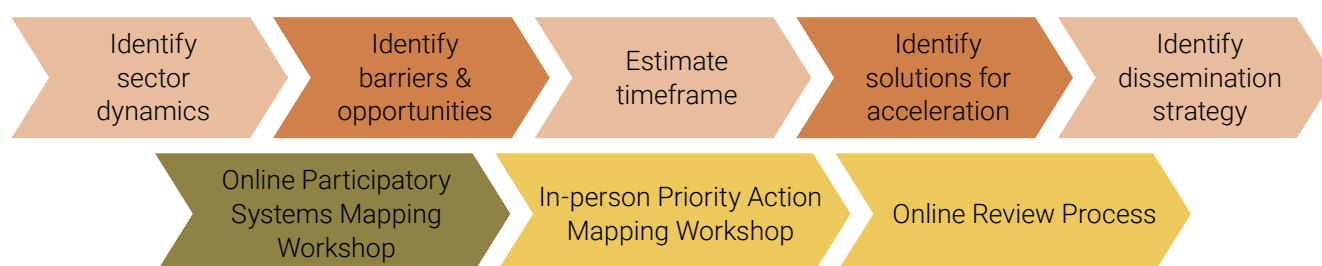 Identify
sector
dynamics
Identify
barriers &
opportunities
Estimate
timeframe
Identify
solutions for
acceleration
Identify
dissemination
strategy
Online Participatory
Systems Mapping
Workshop
In-person Priority Action
Mapping Workshop
Online Review Process